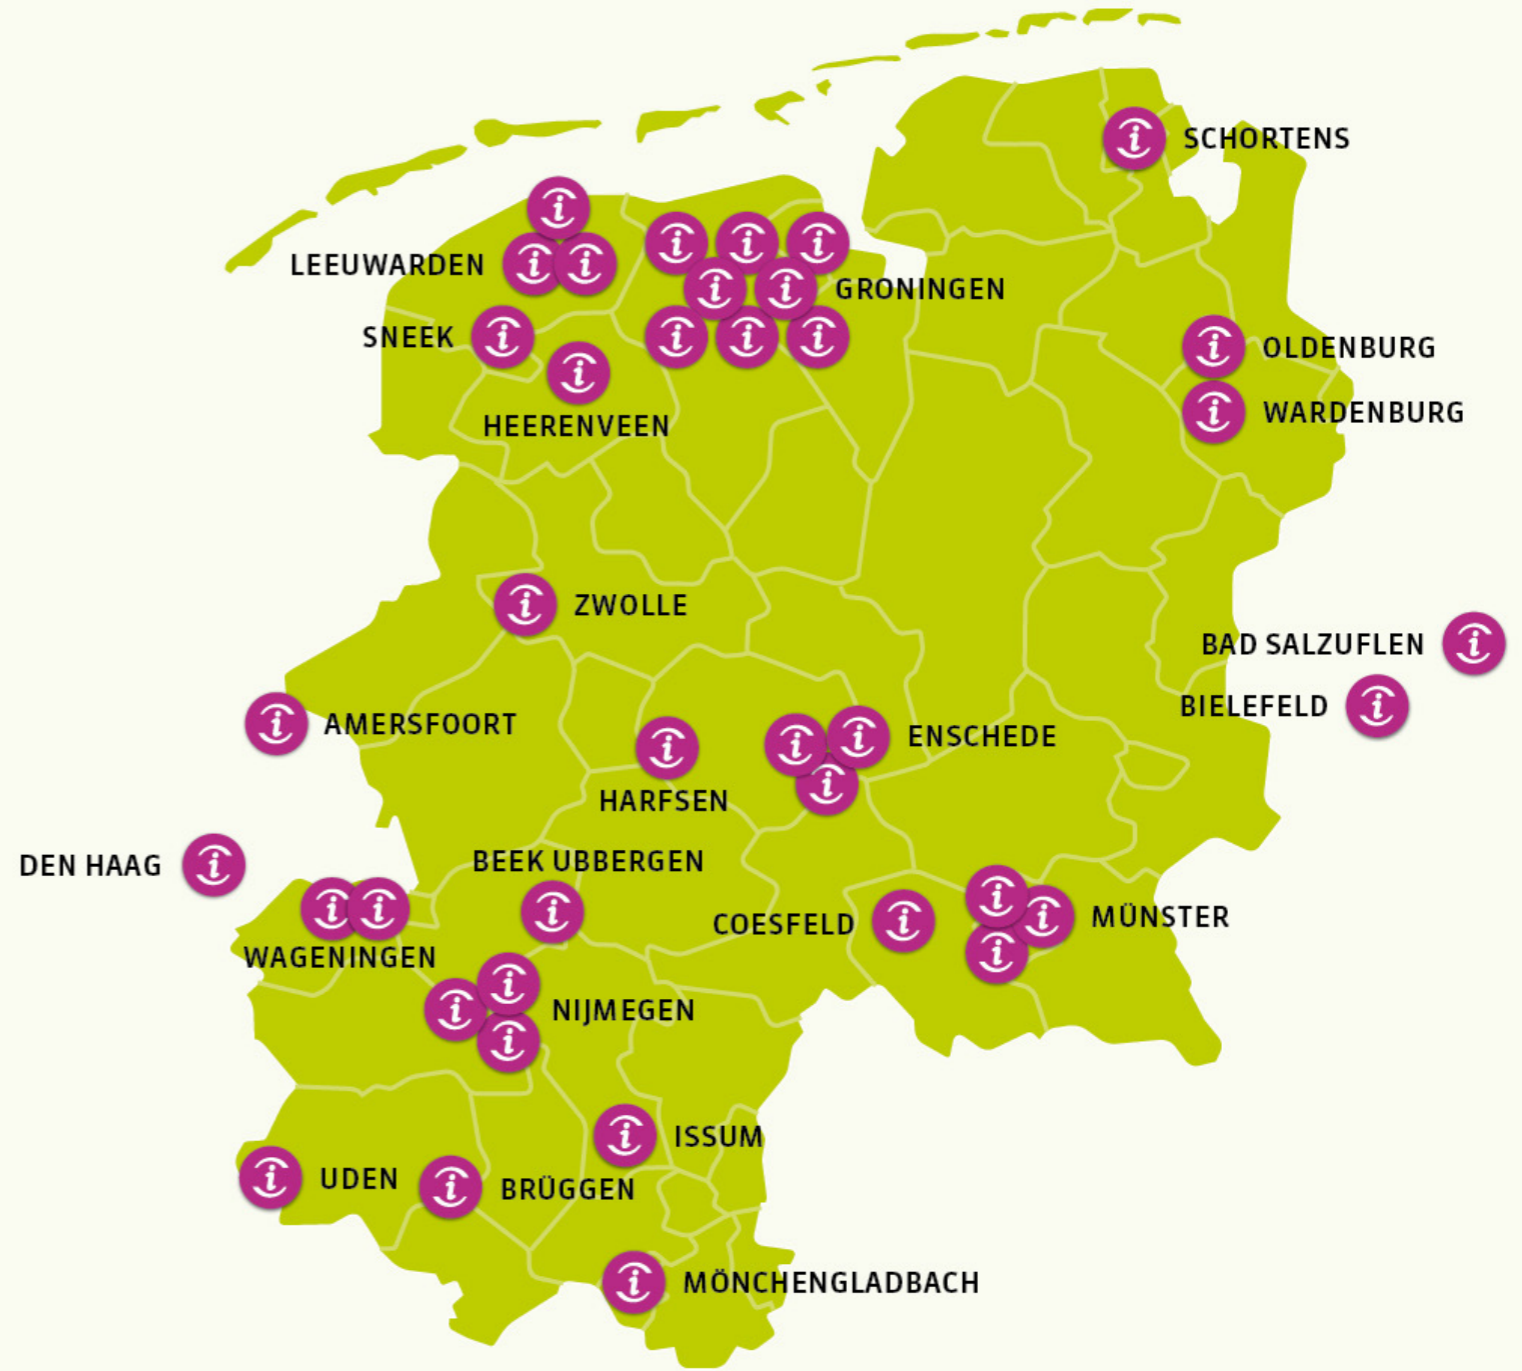 SCHORTENS
LEEUWARDEN
GRONINGEN
SNEEK
OLDENBURG
HEERENVEEN
WARDENBURG
ZWOLLE
BAD SALZUFLEN
BIELEFELD
AMERSFOORT
ENSCHEDE
HARFSEN
DEN HAAG
BEEK UBBERGEN
COESFELD
MÜNSTER
WAGENINGEN
NIJMEGEN
ISSUM
UDEN
BRÜGGEN
MÖNCHENGLADBACH